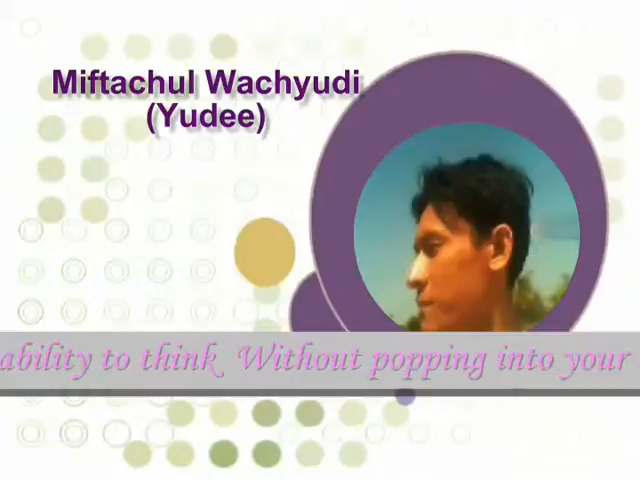 Miftachul Wachyudi
(Yudee)
ability to think Without popping into your